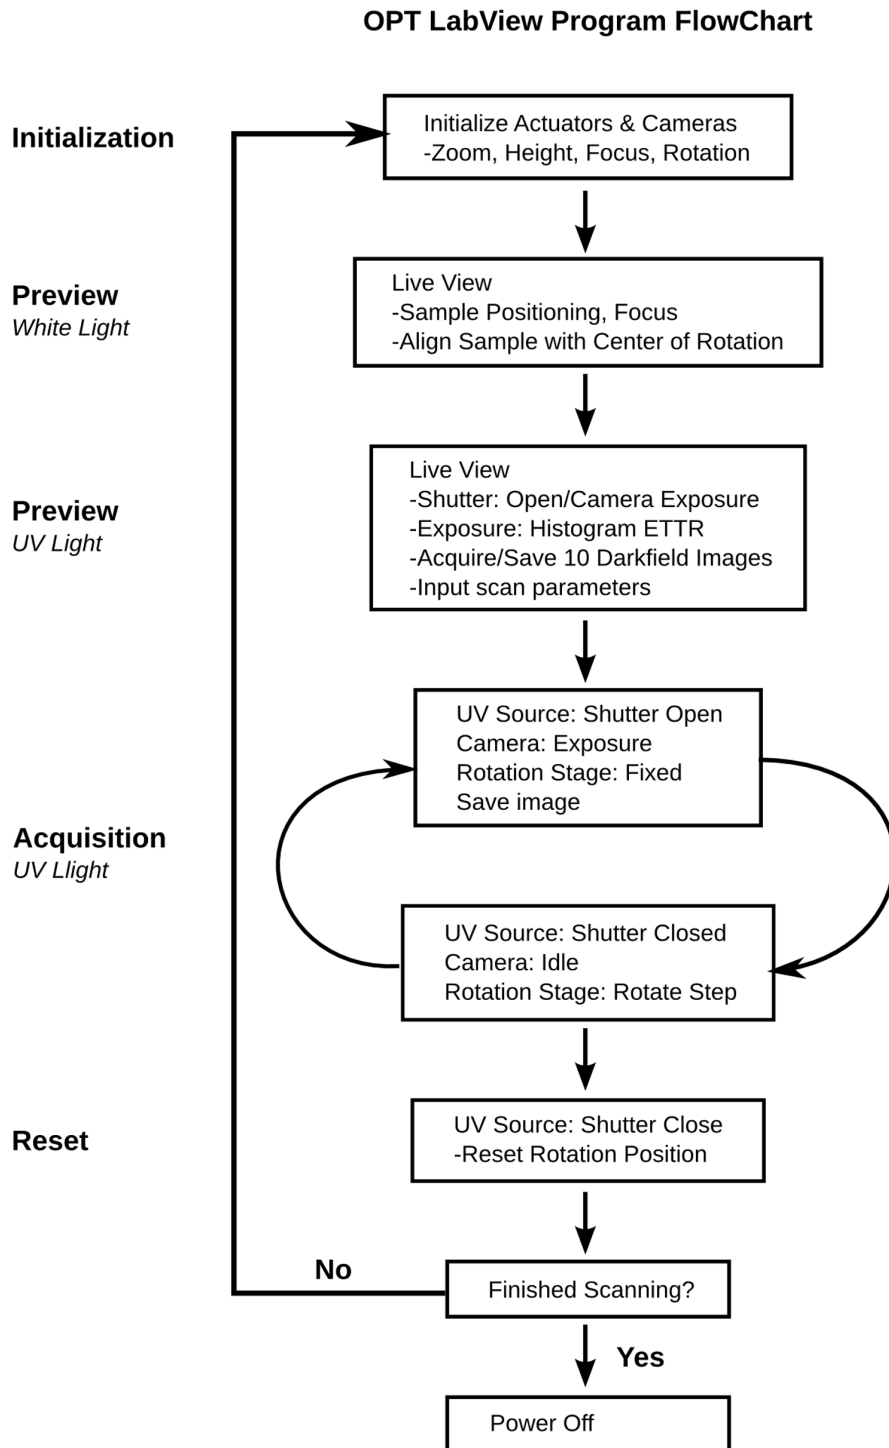 OPT LabView Program FlowChart
Initialization
Initialize Actuators & Cameras
-Zoom, Height, Focus, Rotation
Preview
White Light
Live View
-Sample Positioning, Focus
-Align Sample with Center of Rotation
Preview
UV Light
Live View
-Shutter: Open/Camera Exposure
-Exposure: Histogram ETTR
-Acquire/Save 10 Darkfield Images
-Input scan parameters
Acquisition
UV Llight
UV Source: Shutter Open
Camera: Exposure
Rotation Stage: Fixed
Save image
UV Source: Shutter Closed
Camera: Idle
Rotation Stage: Rotate Step
Reset
UV Source: Shutter Close
-Reset Rotation Position
No
Finished Scanning?
Yes
Power Off